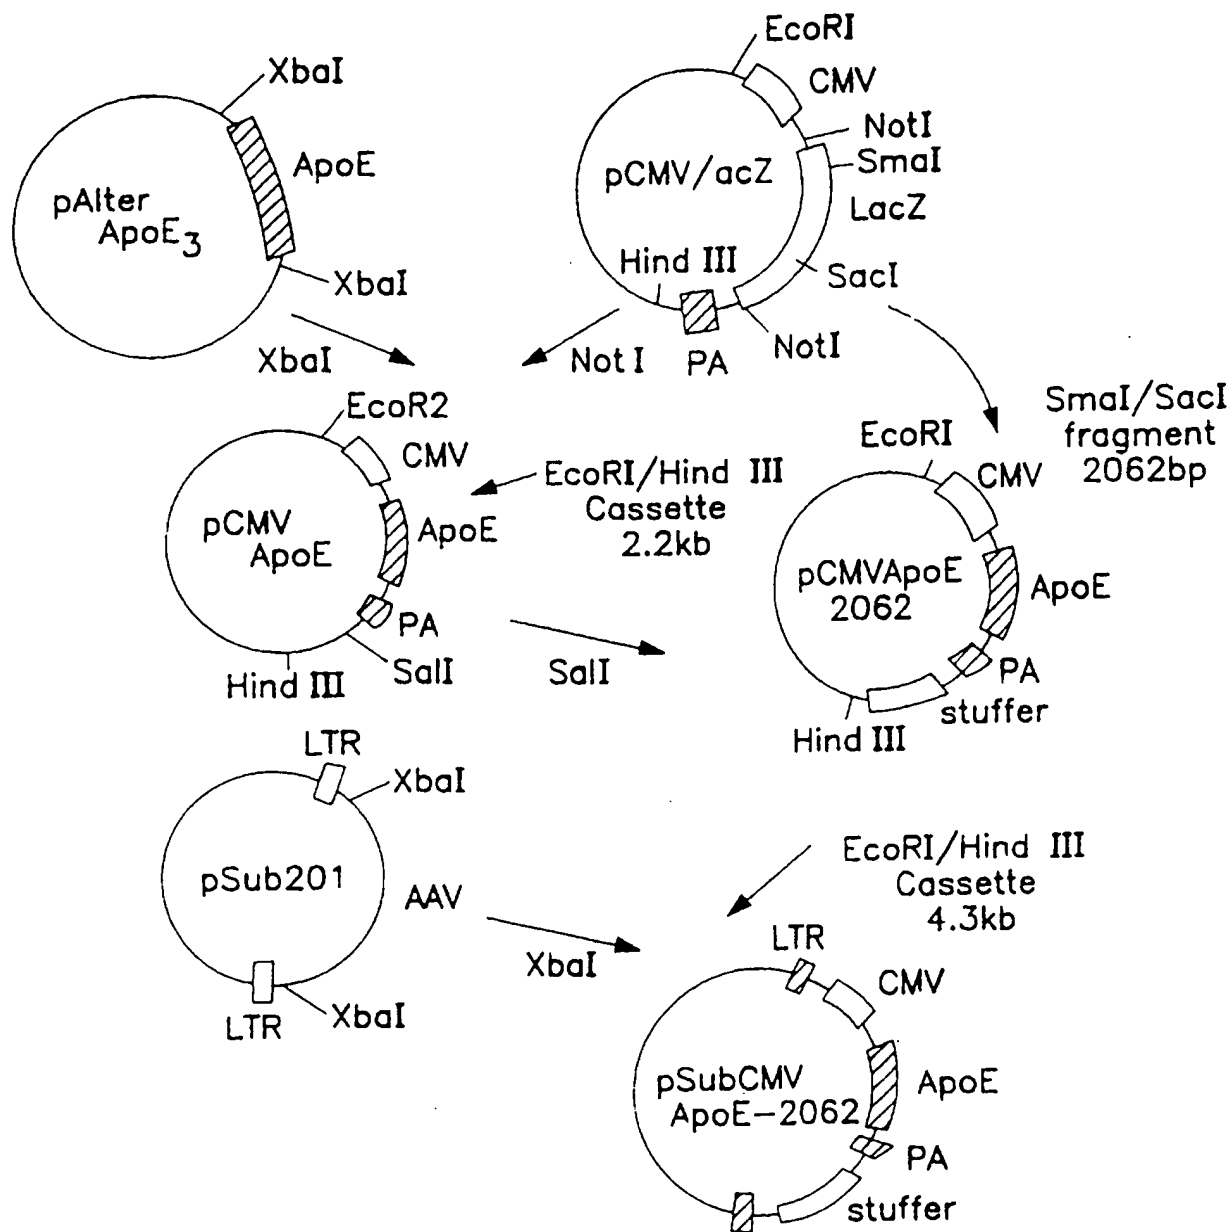 EcoRI
XbaI
CMV
NotI
SmaI
ApoE
pCMV/acZ
LacZ
pAlter
ApoE3
Hind III
SacI
XbaI
NotI
PA
XbaI
Not I
EcoR2
SmaI/SacI
fragment
2062bp
EcoRI
CMV
CMV
EcoRI/Hind III
Cassette
2.2kb
pCMV
ApoE
ApoE
pCMVApoE
2062
ApoE
PA
SalI
SalI
Hind III
PA
stuffer
Hind III
LTR
XbaI
pSub201
AAV
EcoRI/Hind III
Cassette
4.3kb
XbaI
LTR
XbaI
LTR
CMV
pSubCMV
ApoE-2062
ApoE
PA
stuffer